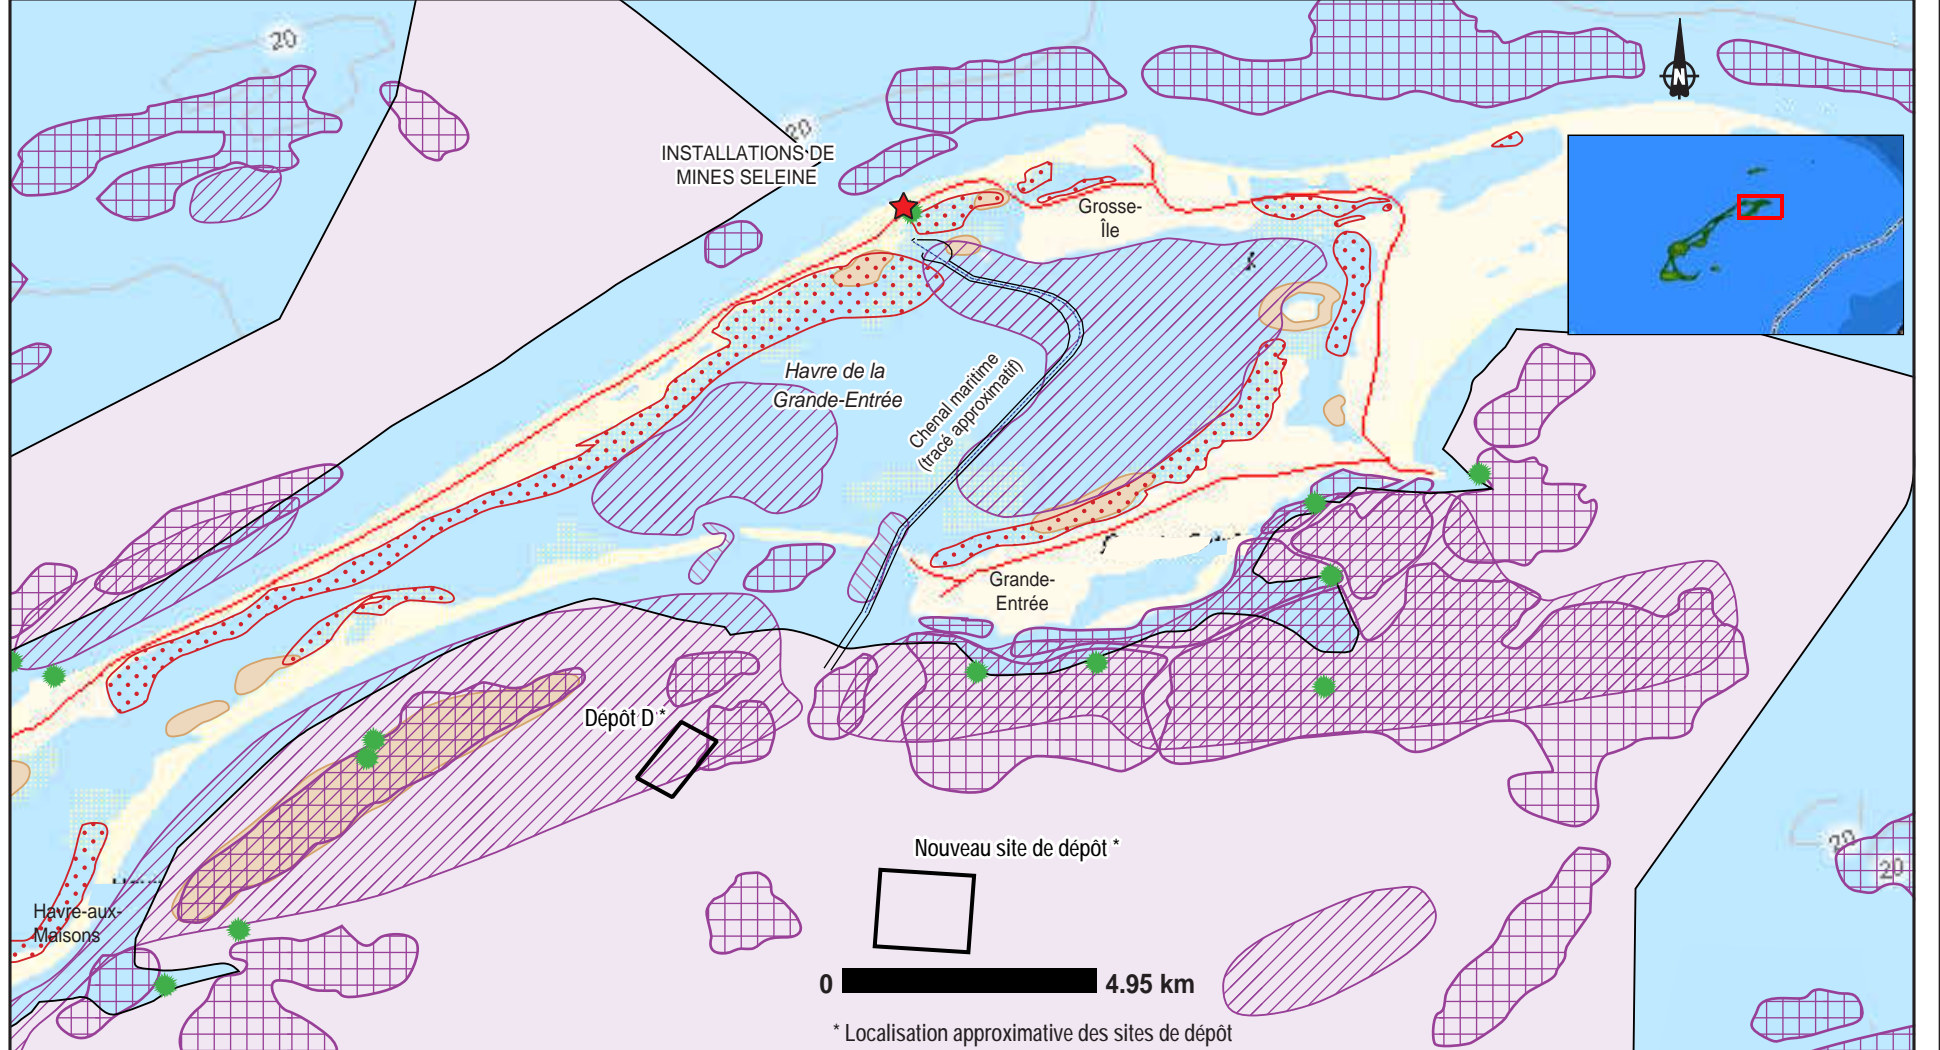 20
20
N
INSTALLATIONS DE
MINES SELEINE
Grosse-
Île
Havre de la
Grande-Entrée
Chenal maritime
(tracé approximatif)
Grande-
Entrée
Dépôt D *
Nouveau site de dépôt *
20
20
Havre-aux-
Maisons
0 4.95 km
* Localisation approximative des sites de dépôt